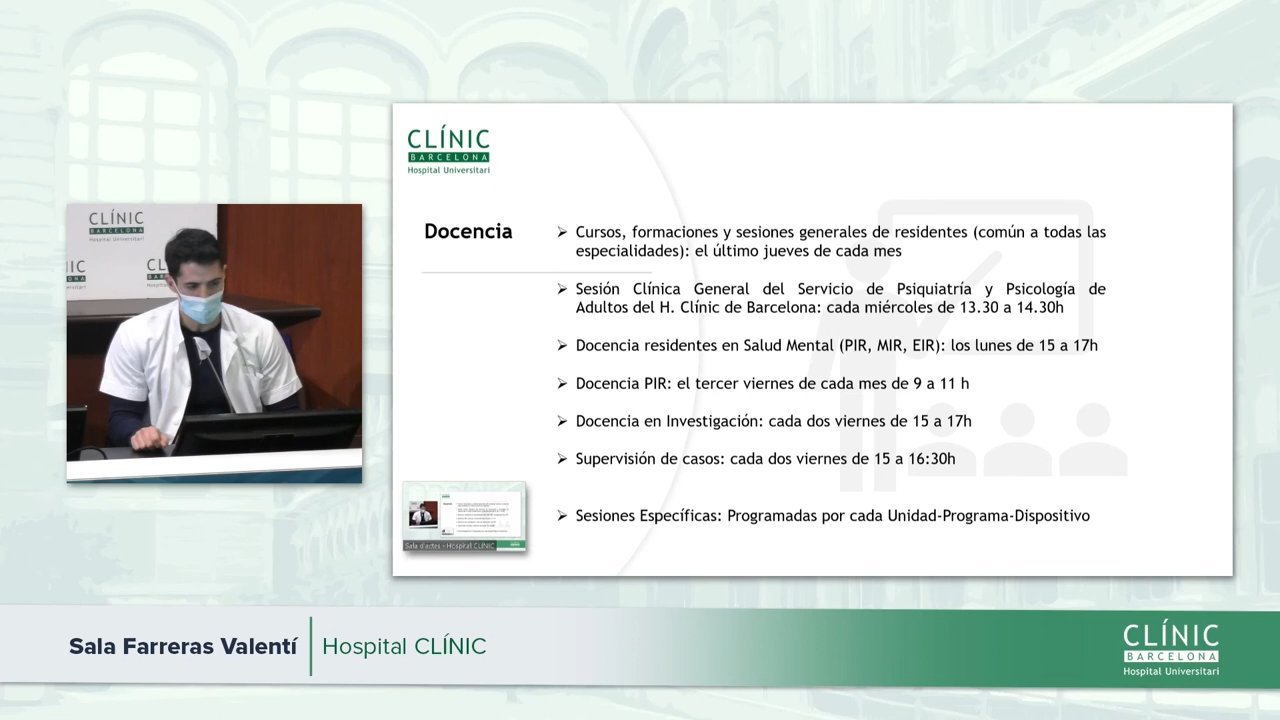 CLÍNIC
BARCELONA
Hospital Universitari
CLÍNIC
BARCELONA
Hospital Universitari
Docencia
➢ Cursos, formaciones y sesiones generales de residentes (común a todas las
especialidades): el último jueves de cada mes
➢ Sesión Clínica General del Servicio de Psiquiatría y Psicología de
Adultos del H. Clínic de Barcelona: cada miércoles de 13.30 a 14.30h
➢ Docencia residentes en Salud Mental (PIR, MIR, EIR): los lunes de 15 a 17h
➢ Docencia PIR: el tercer viernes de cada mes de 9 a 11 h
➢ Docencia en Investigación: cada dos viernes de 15 a 17h
➢ Supervisión de casos: cada dos viernes de 15 a 16:30h
➢ Sesiones Específicas: Programadas por cada Unidad-Programa-Dispositivo
Sala d'actes - Hospital CLÍNIC
Sala Farreras Valentí
Hospital CLÍNIC
CLÍNIC
BARCELONA
Hospital Universitari